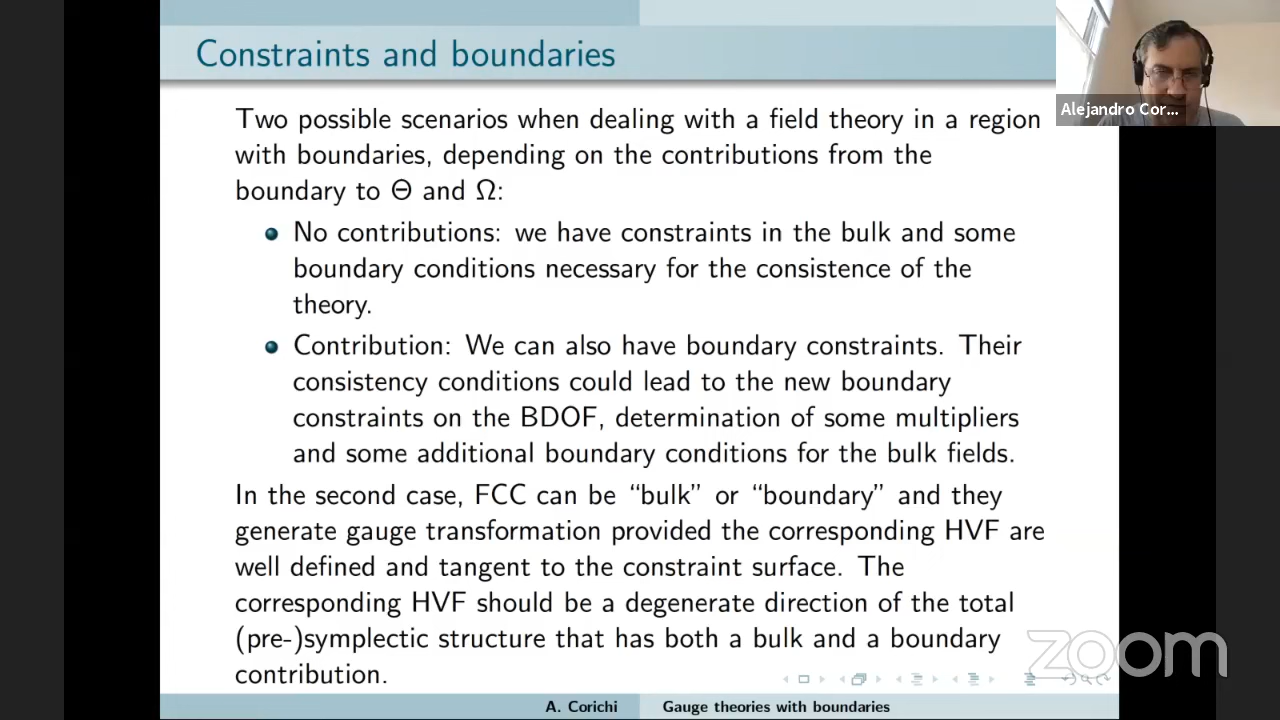 Constraints and boundaries
Alejandro Cor...
Two possible scenarios when dealing with a field theory in a region
with boundaries, depending on the contributions from the
boundary to Θ and Ω:
No contributions: we have constraints in the bulk and some
boundary conditions necessary for the consistence of the
theory.
Contribution: We can also have boundary constraints. Their
consistency conditions could lead to the new boundary
constraints on the BDOF, determination of some multipliers
and some additional boundary conditions for the bulk fields.
In the second case, FCC can be “bulk” or “boundary” and they
generate gauge transformation provided the corresponding HVF are
well defined and tangent to the constraint surface. The
corresponding HVF should be a degenerate direction of the total
(pre-)symplectic structure that has both a bulk and a boundary
contribution.
zoom
A. Corichi
Gauge theories with boundaries